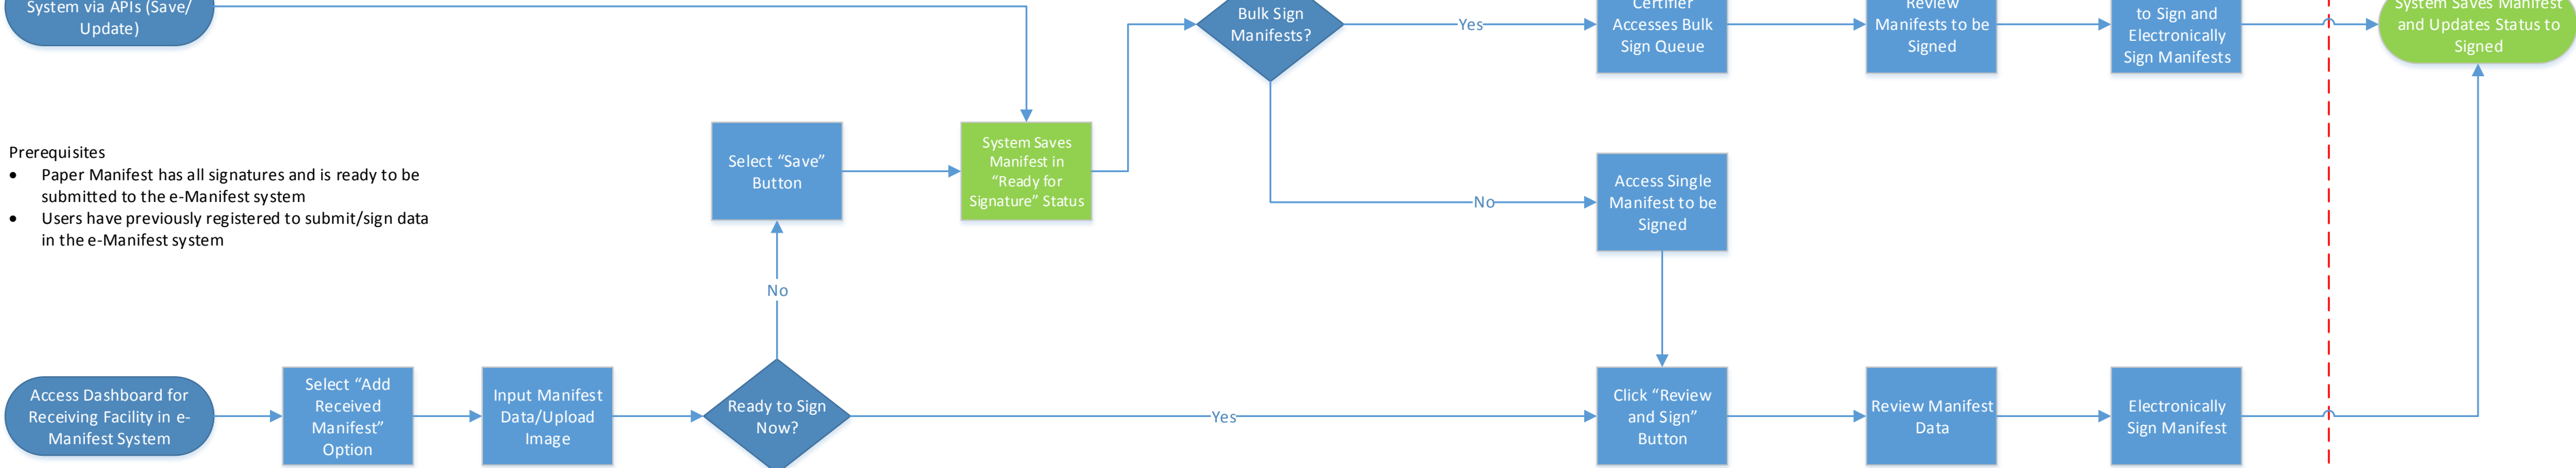 System via APIs (Save/
Update)
Bulk Sign
Manifests?
Yes
Certifier
Accesses Bulk
Sign Queue
Review
Manifests to be
Signed
to Sign and
Electronically
Sign Manifests
System Saves Manifest
and Updates Status to
Signed
Prerequisites
• Paper Manifest has all signatures and is ready to be
submitted to the e-Manifest system
• Users have previously registered to submit/sign data
in the e-Manifest system
Select “Save”
Button
System Saves
Manifest in
“Ready for
Signature” Status
No
Access Single
Manifest to be
Signed
No
Access Dashboard for
Receiving Facility in e-
Manifest System
Select “Add
Received
Manifest”
Option
Input Manifest
Data/Upload
Image
Ready to Sign
Now?
Yes
Click “Review
and Sign”
Button
Review Manifest
Data
Electronically
Sign Manifest